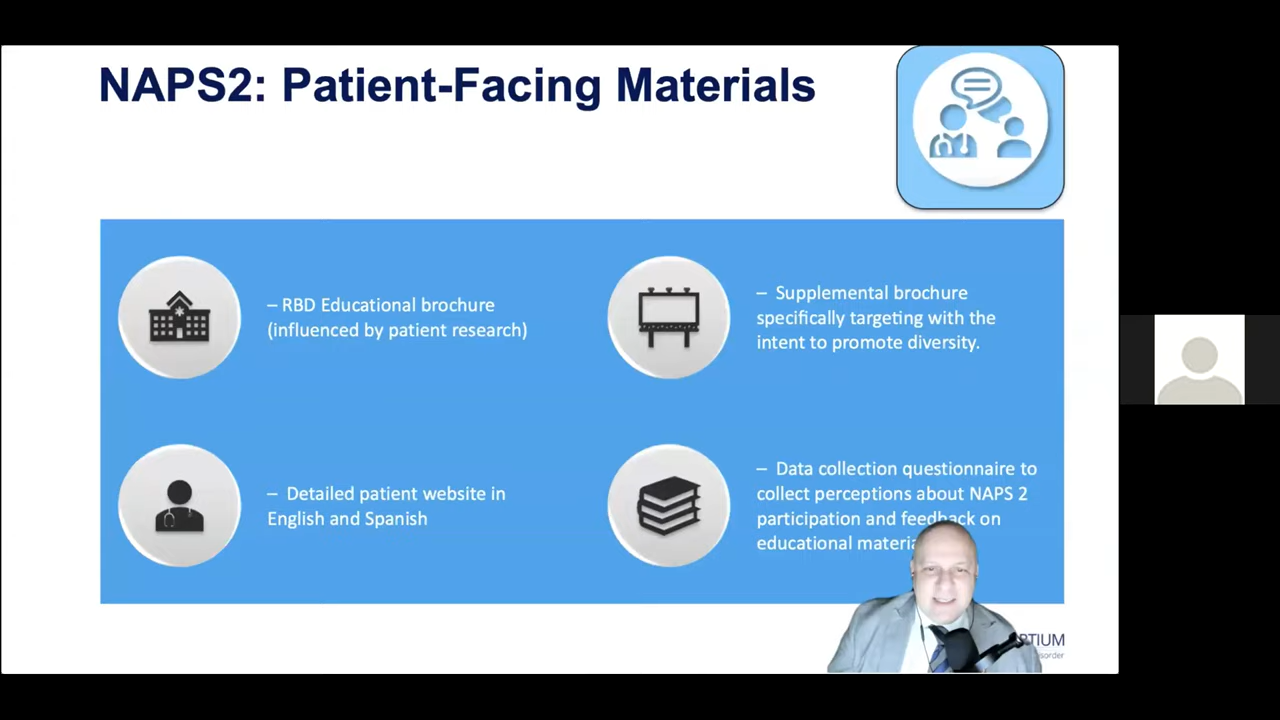 NAPS2: Patient-Facing Materials
– RBD Educational brochure
(influenced by patient research)
– Supplemental brochure
specifically targeting with the
intent to promote diversity.
– Detailed patient website in
English and Spanish
– Data collection questionnaire to
collect perceptions about NAPS 2
participation and feedback on
educational